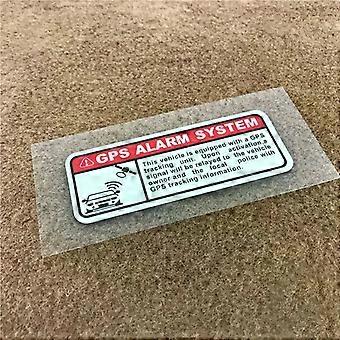 GPS ALARM SYSTEM
This vehicle is equipped with a GPS
tracking unit. Upon activation,a
signal will be relayed to the vehicle
owner and the local police with
GPS tracking information.